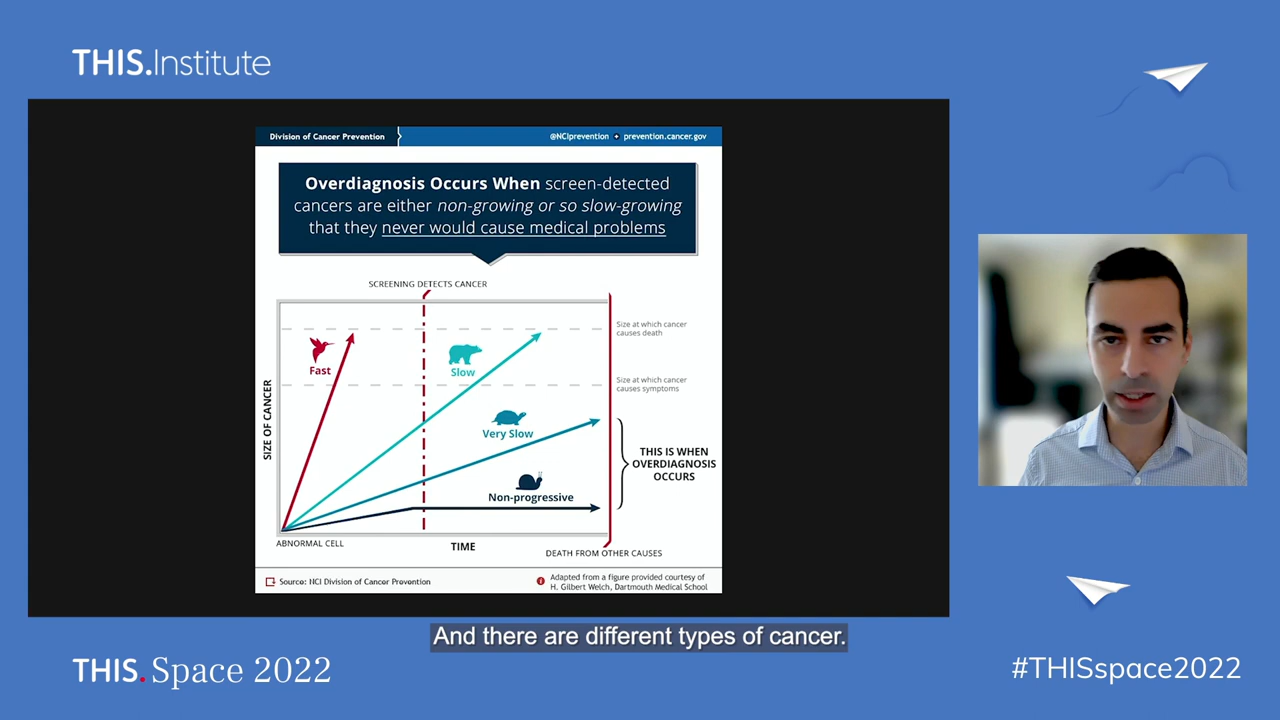 THIS.Institute
Division of Cancer Prevention
@NCIprevention + prevention.cancer.gov
Overdiagnosis Occurs When screen-detected
cancers are either non-growing or so slow-growing
that they never would cause medical problems
SCREENING DETECTS CANCER
Size at which cancer
causes death
Fast
Slow
Size at which cancer
causes symptoms
SIZE OF CANCER
Very Slow
THIS IS WHEN
OVERDIAGNOSIS
OCCURS
Non-progressive
ABNORMAL CELL
TIME
DEATH FROM OTHER CAUSES
Source: NCI Division of Cancer Prevention
Adapted from a figure provided courtesy of
H. Gilbert Welch, Dartmouth Medical School
And there are different types of cancer.
THIS.Space 2022
#THISspace2022